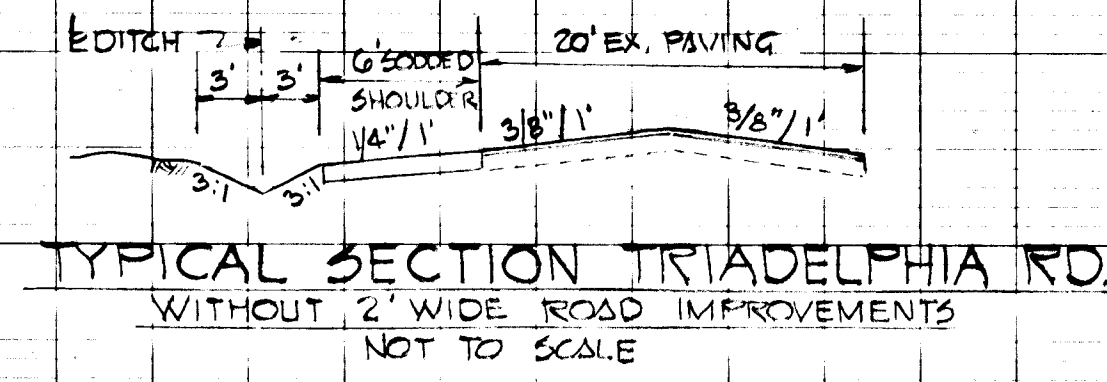 ℄ DITCH
20' EX. PAVING
6' SODDED
SHOULDER
3'
3'
1/4"/1'
3/8"/1'
3/8"/1'
3:1
3:1
TYPICAL SECTION TRIADELPHIA RD.
WITHOUT 2' WIDE ROAD IMPROVEMENTS
NOT TO SCALE